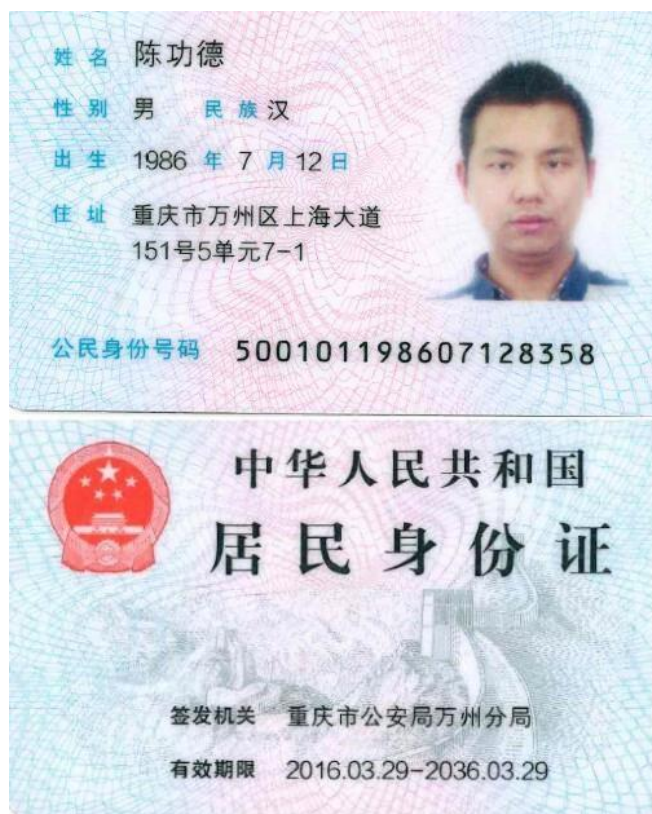 姓名 陈功德
性别 男 民族 汉
出生 1986 年 7 月 12 日
住址 重庆市万州区上海大道
151号5单元7-1
公民身份号码 500101198607128358
中华人民共和国
居民身份证
签发机关 重庆市公安局万州分局
有效期限 2016.03.29-2036.03.29